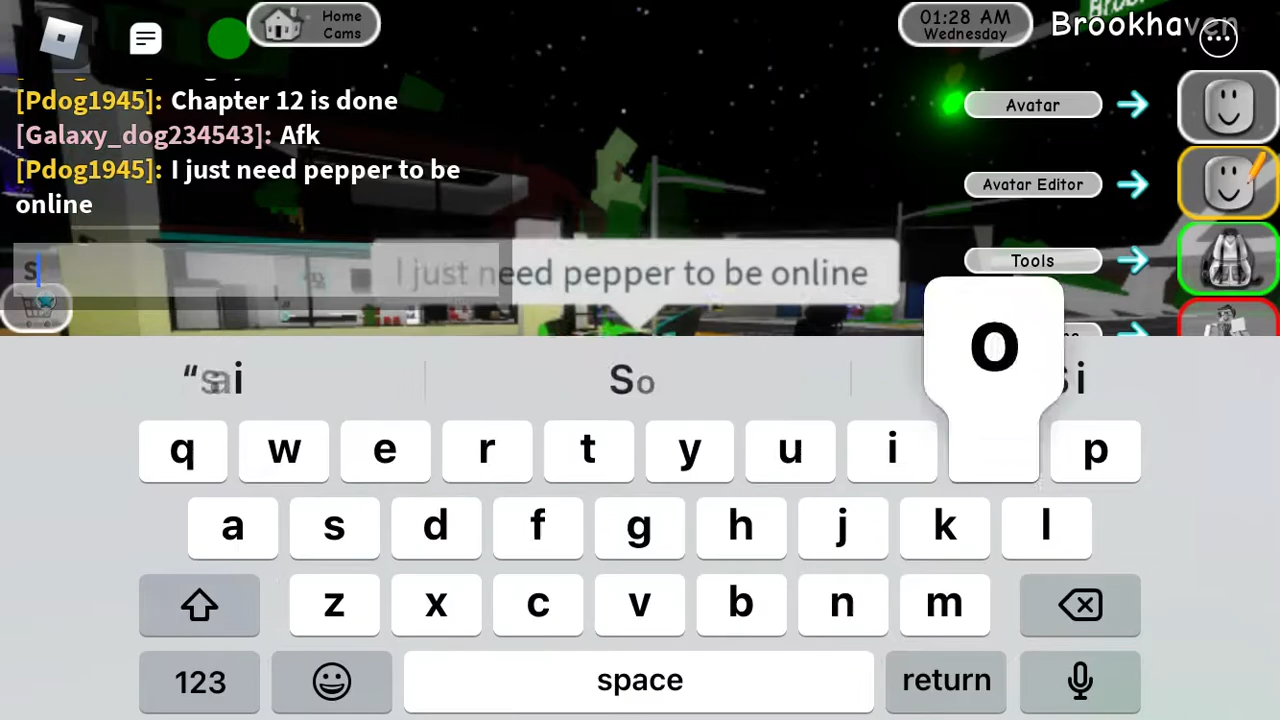 Home
Cams
01:28 AM
Wednesday
Brookhaven
[Pdog1945]: Chapter 12 is done
[Galaxy_dog234543]: Afk
[Pdog1945]: I just need pepper to be
online
Avatar
Avatar Editor
Tools
s
I just need pepper to be online
o
So
q w e r t y u i p
a s d f g h j k l
z x c v b n m
123 space return